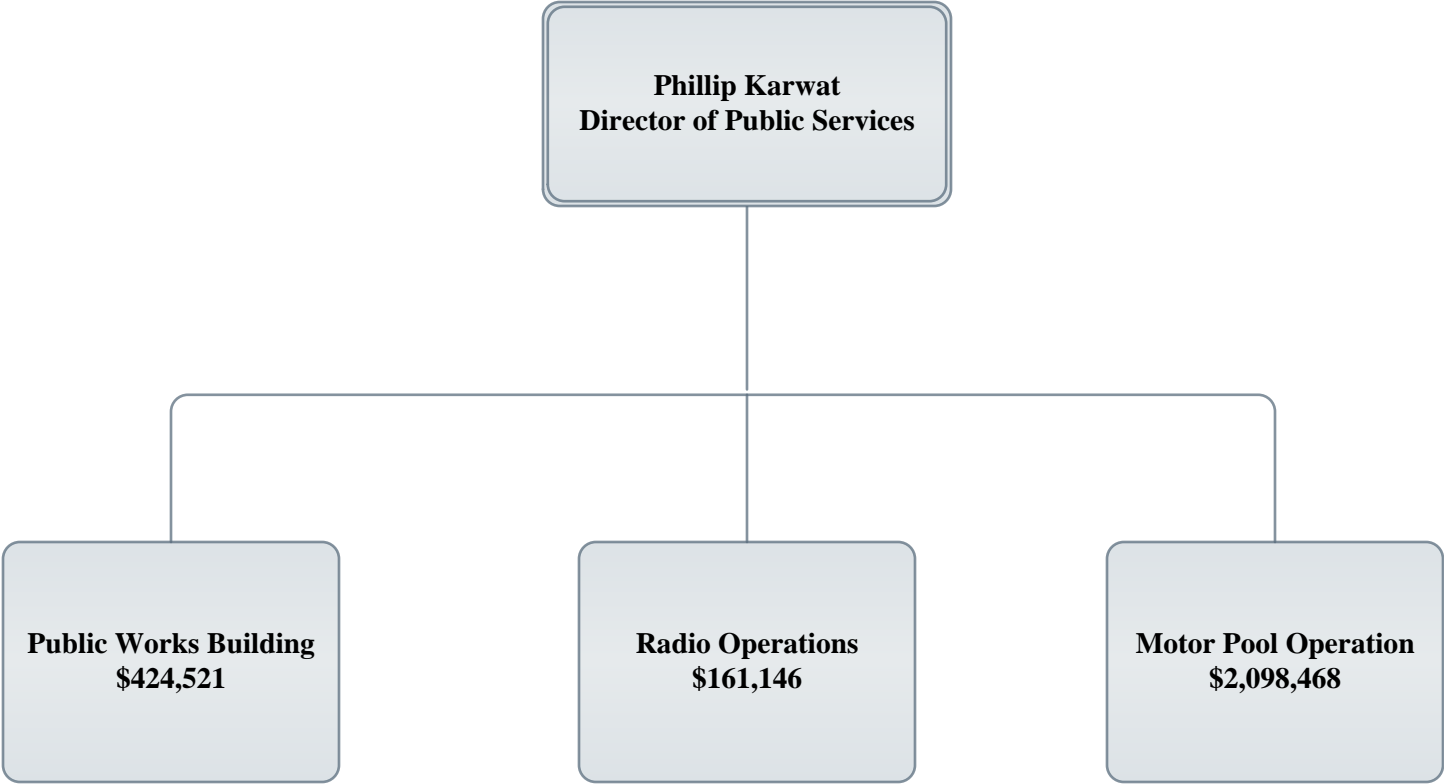 Phillip Karwat
Director of Public Services
Public Works Building
$424,521
Radio Operations
$161,146
Motor Pool Operation
$2,098,468